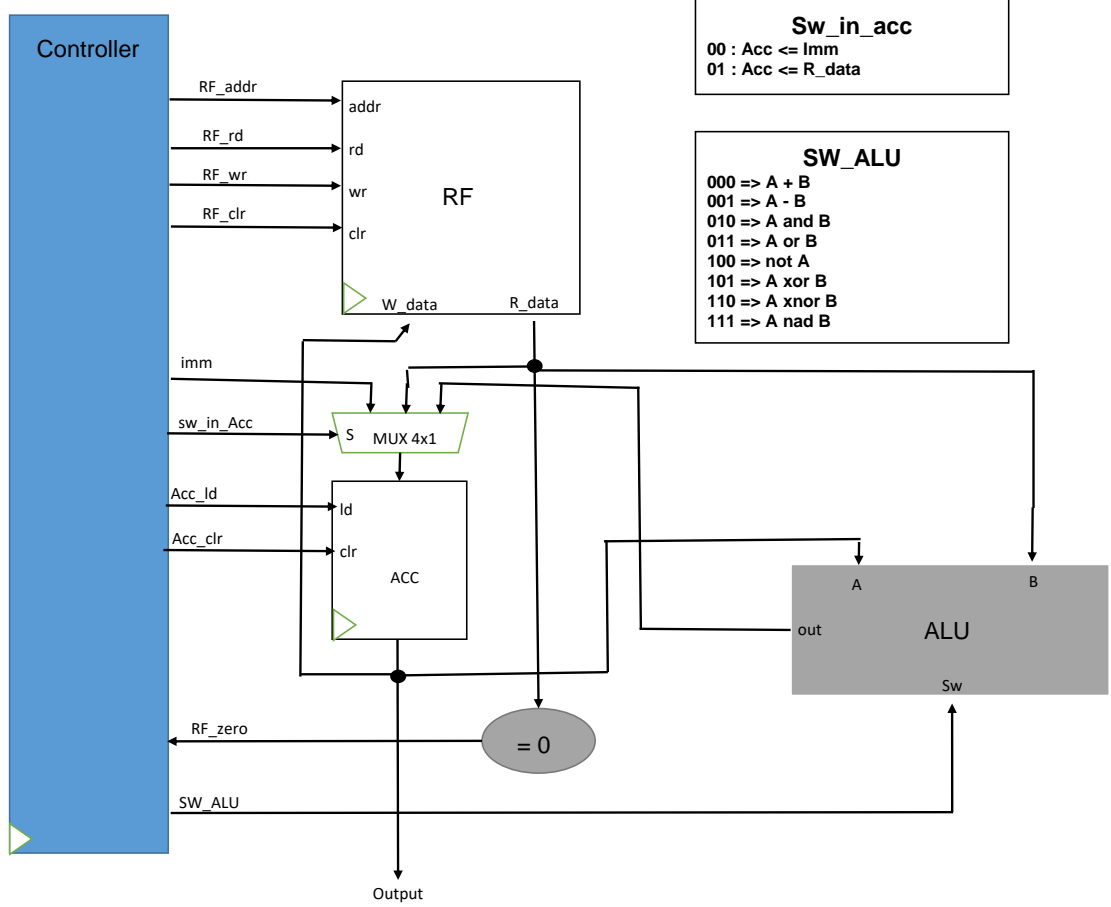 Controller
RF_addr
RF_rd
RF_wr
RF_clr
addr
rd
wr
clr
RF
W_data
R_data
Sw_in_acc
00 : Acc <= Imm
01 : Acc <= R_data
SW_ALU
000 => A + B
001 => A - B
010 => A and B
011 => A or B
100 => not A
101 => A xor B
110 => A xnor B
111 => A nad B
imm
sw_in_Acc
S
MUX 4x1
Acc_ld
ld
Acc_clr
clr
ACC
A
B
out
ALU
Sw
RF_zero
= 0
SW_ALU
Output